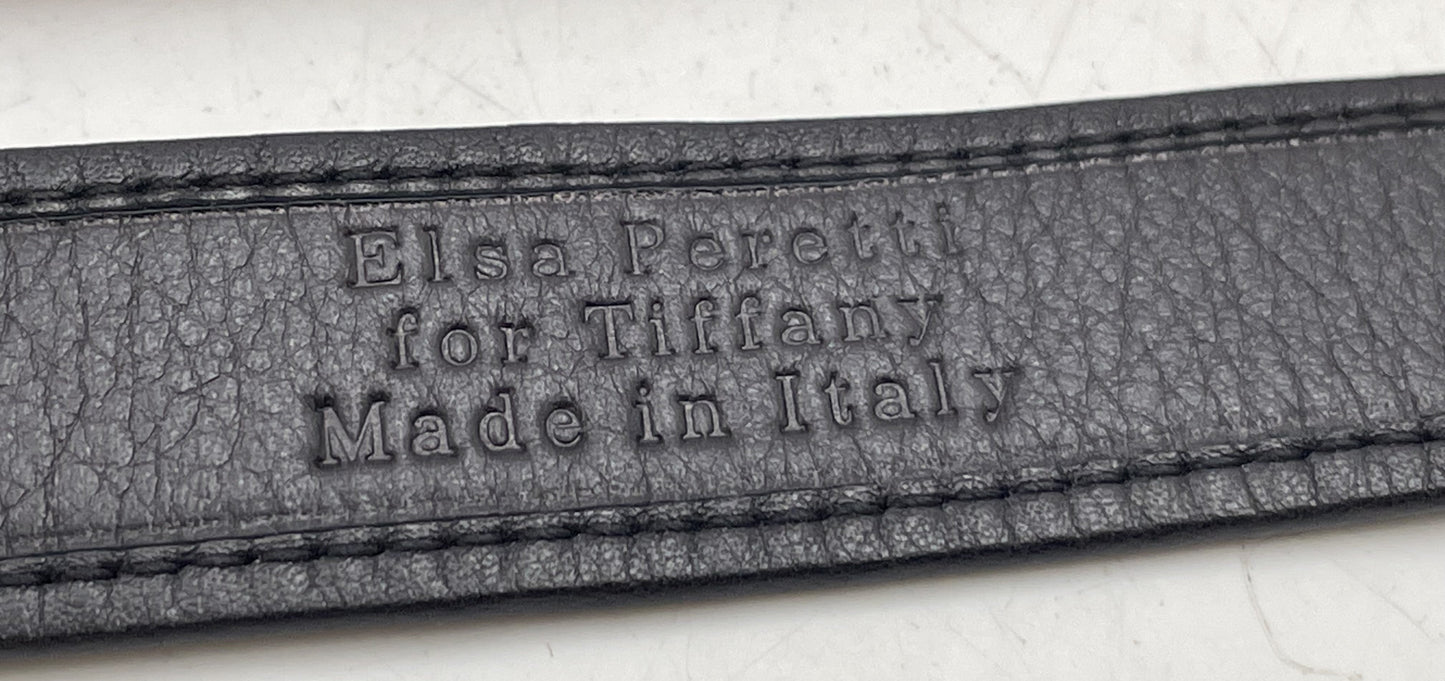 Elsa Peretti
for Tiffany
Made in Italy